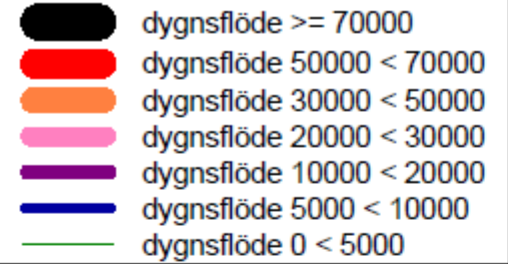 dygnsflöde >= 70000
dygnsflöde 50000 < 70000
dygnsflöde 30000 < 50000
dygnsflöde 20000 < 30000
dygnsflöde 10000 < 20000
dygnsflöde 5000 < 10000
dygnsflöde 0 < 5000